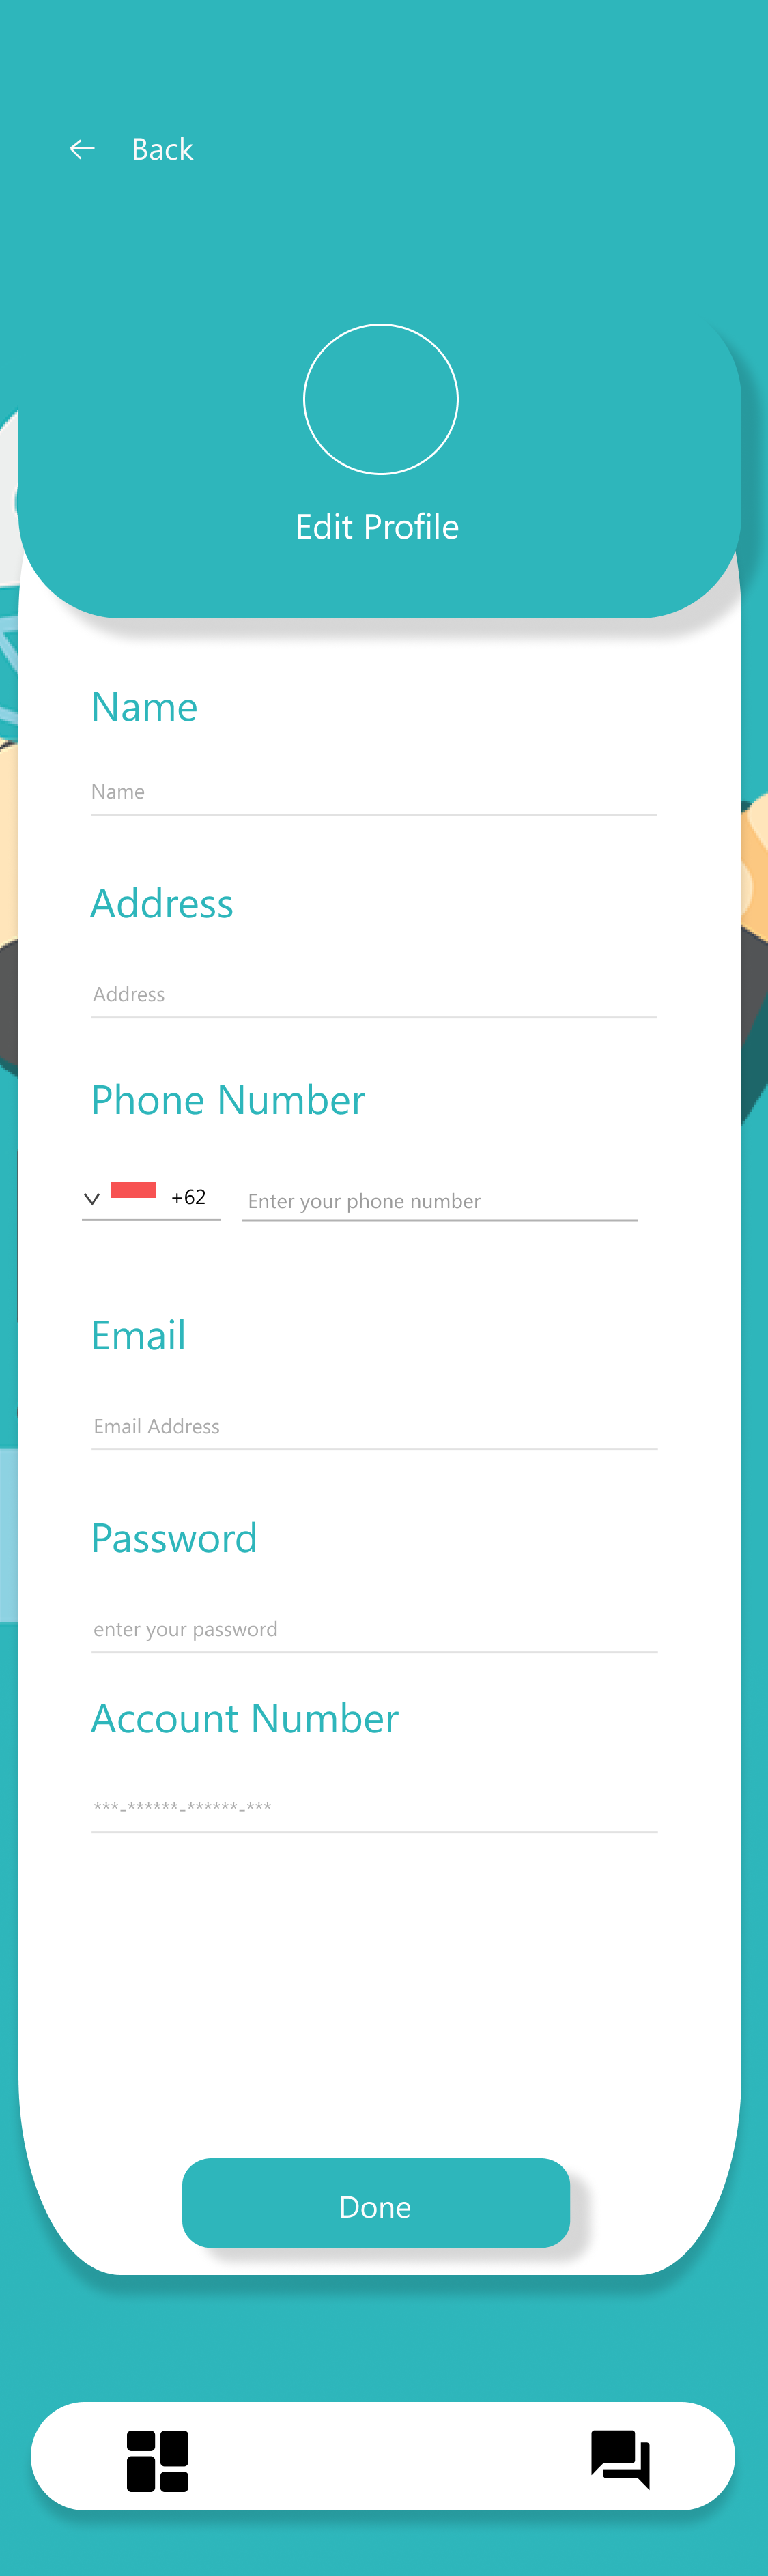 Back
Edit Profile
Name
Name
Address
Address
Phone Number
+62 Enter your phone number
Email
Email Address
Password
enter your password
Account Number
***-******-******-***
Done